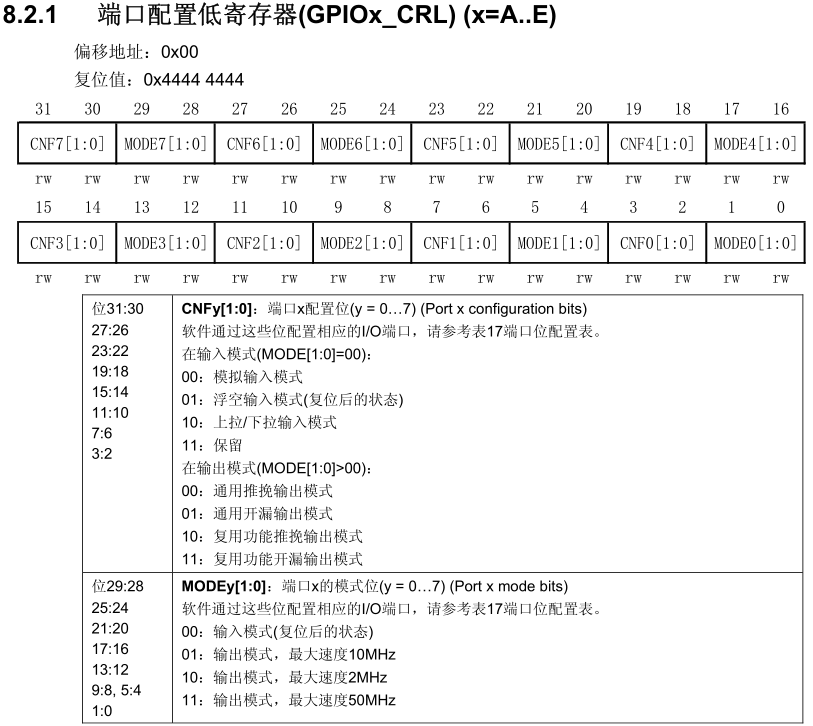 8.2.1 端口配置低寄存器(GPIOx_CRL) (x=A..E)
偏移地址：0x00
复位值：0x4444 4444
31 30 29 28 27 26 25 24 23 22 21 20 19 18 17 16
CNF7[1:0] MODE7[1:0] CNF6[1:0] MODE6[1:0] CNF5[1:0] MODE5[1:0] CNF4[1:0] MODE4[1:0]
rw rw rw rw rw rw rw rw rw rw rw rw rw rw rw rw
15 14 13 12 11 10 9 8 7 6 5 4 3 2 1 0
CNF3[1:0] MODE3[1:0] CNF2[1:0] MODE2[1:0] CNF1[1:0] MODE1[1:0] CNF0[1:0] MODE0[1:0]
rw rw rw rw rw rw rw rw rw rw rw rw rw rw rw rw
位31:30
27:26
23:22
19:18
15:14
11:10
7:6
3:2
CNFy[1:0]：端口x配置位(y = 0…7) (Port x configuration bits)
软件通过这些位配置相应的I/O端口，请参考表17端口位配置表。
在输入模式(MODE[1:0]=00)：
00：模拟输入模式
01：浮空输入模式(复位后的状态)
10：上拉/下拉输入模式
11：保留
在输出模式(MODE[1:0]>00)：
00：通用推挽输出模式
01：通用开漏输出模式
10：复用功能推挽输出模式
11：复用功能开漏输出模式
位29:28
25:24
21:20
17:16
13:12
9:8, 5:4
1:0
MODEy[1:0]：端口x的模式位(y = 0…7) (Port x mode bits)
软件通过这些位配置相应的I/O端口，请参考表17端口位配置表。
00：输入模式(复位后的状态)
01：输出模式，最大速度10MHz
10：输出模式，最大速度2MHz
11：输出模式，最大速度50MHz